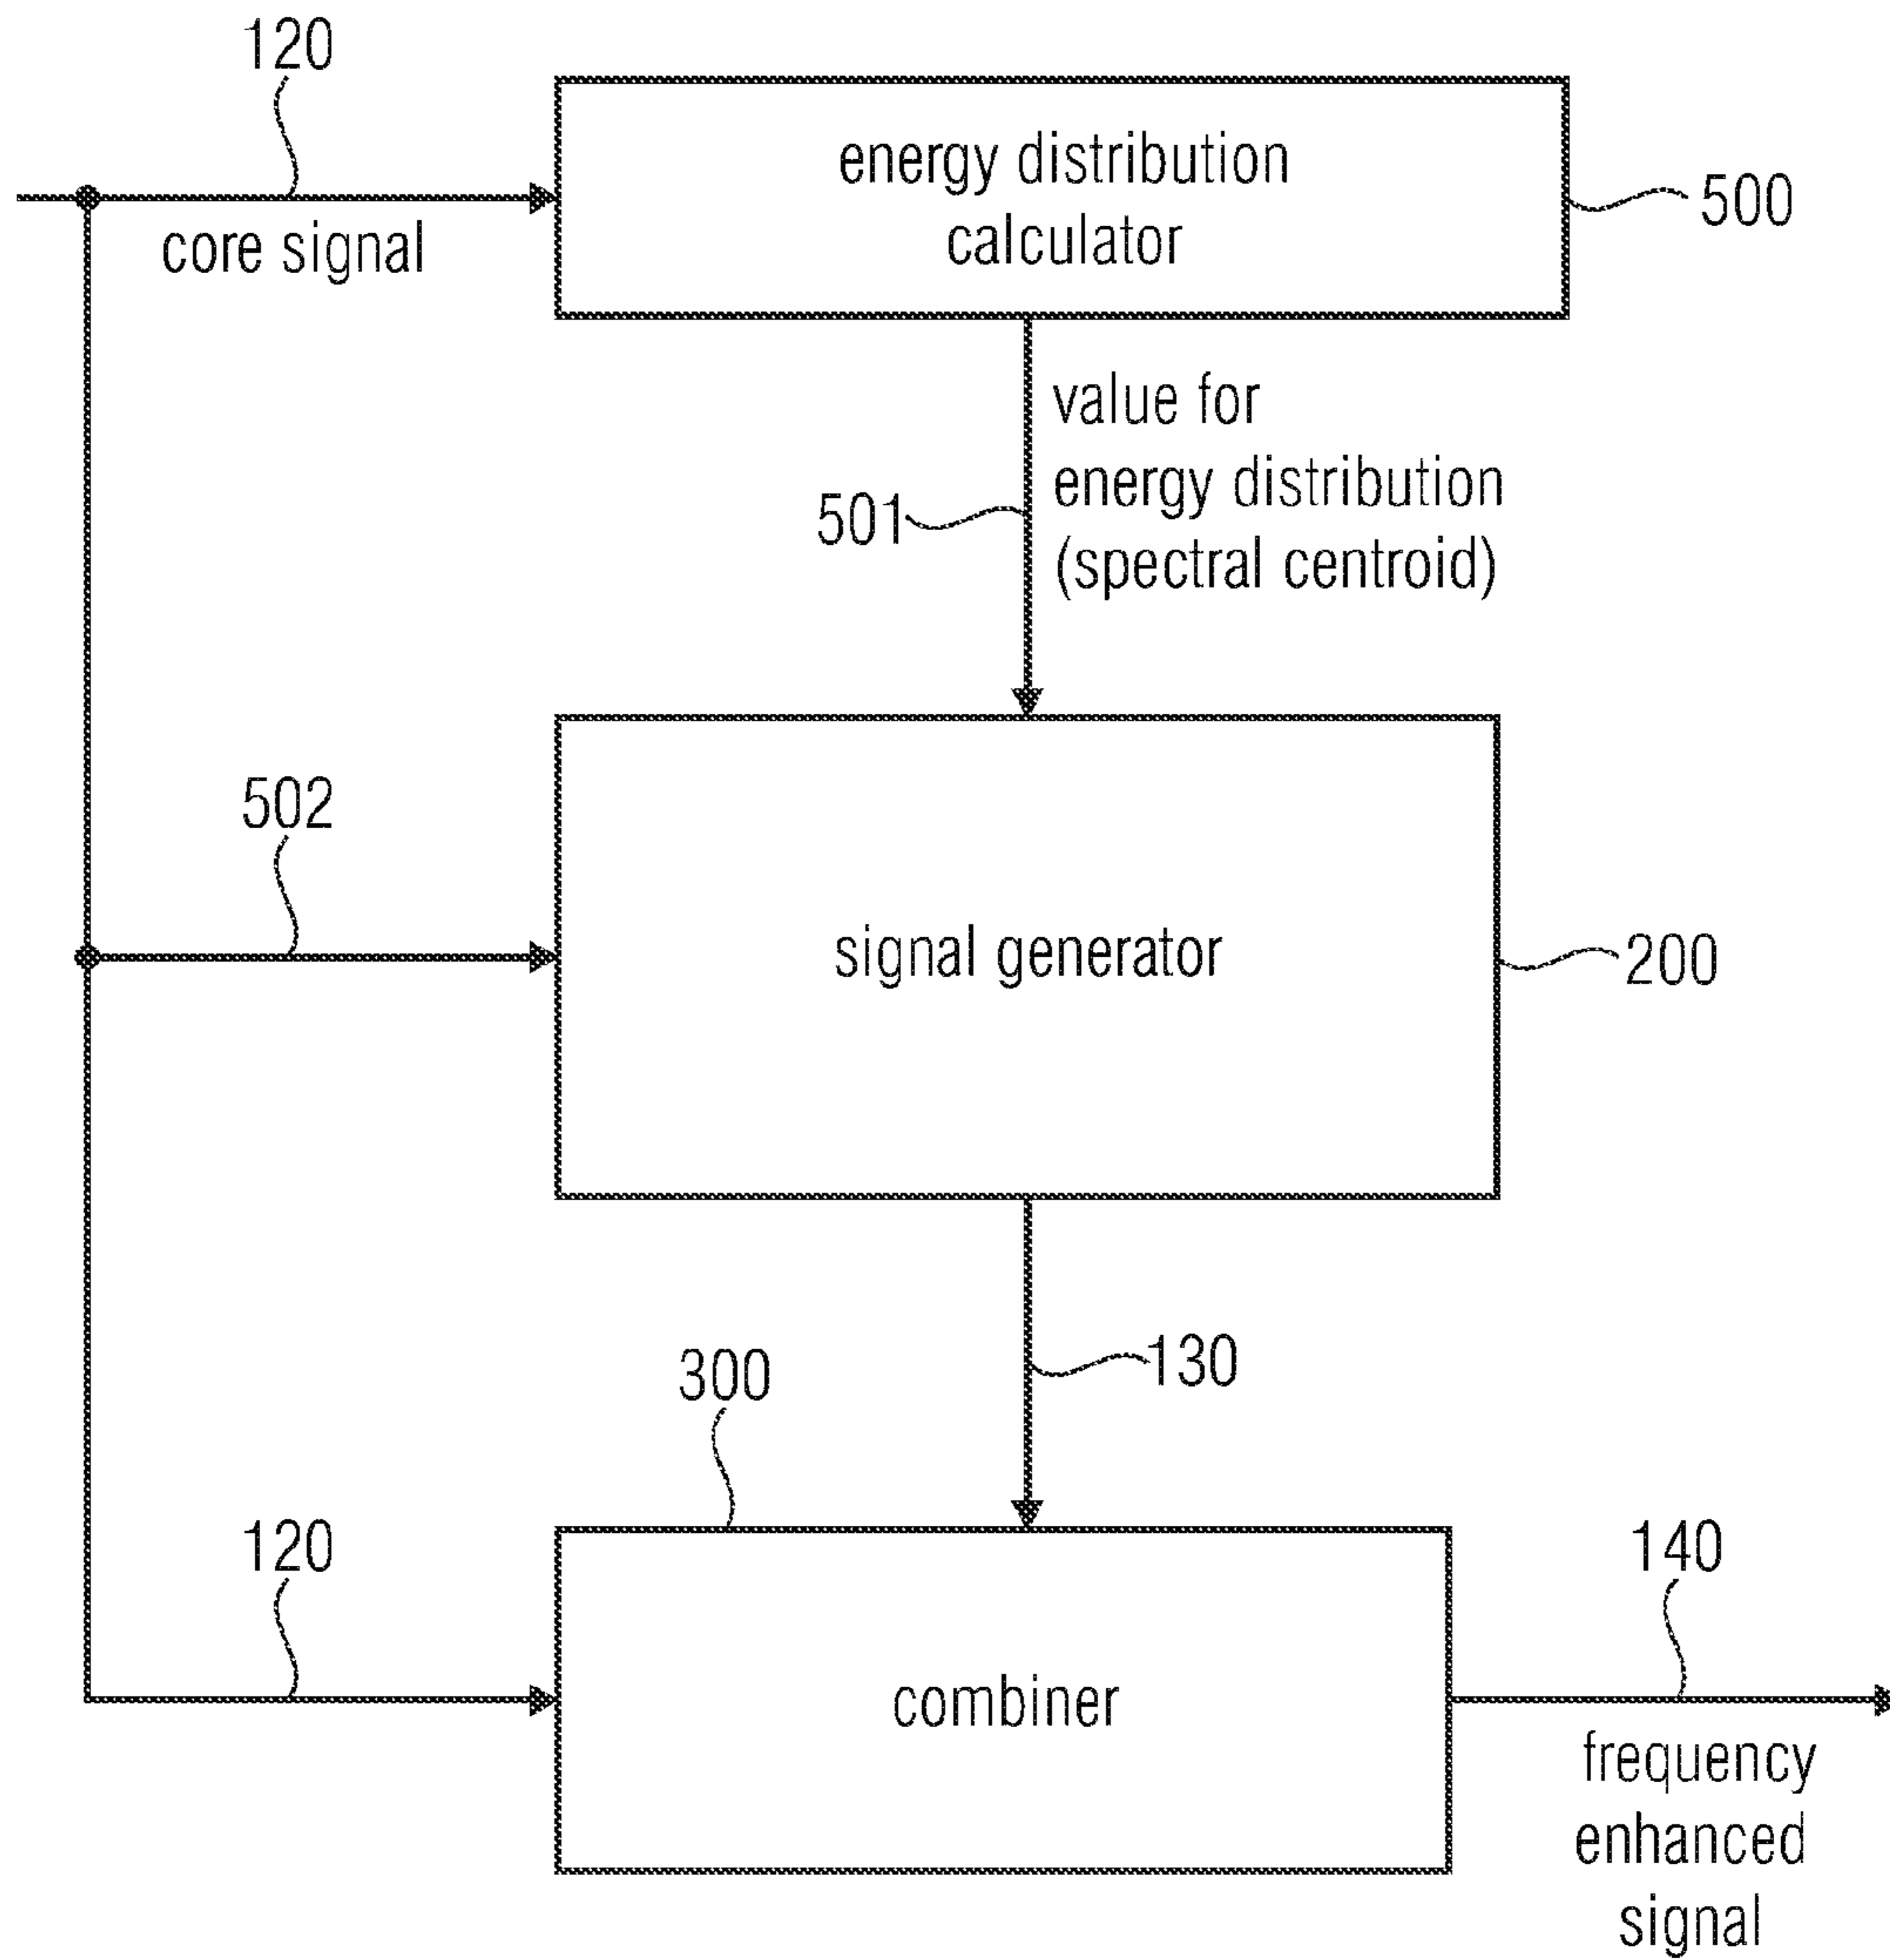 120
energy distribution
calculator
500
core signal
value for
energy distribution
(spectral centroid)
501
502
signal generator
200
130
300
120
combiner
140
frequency
enhanced
signal